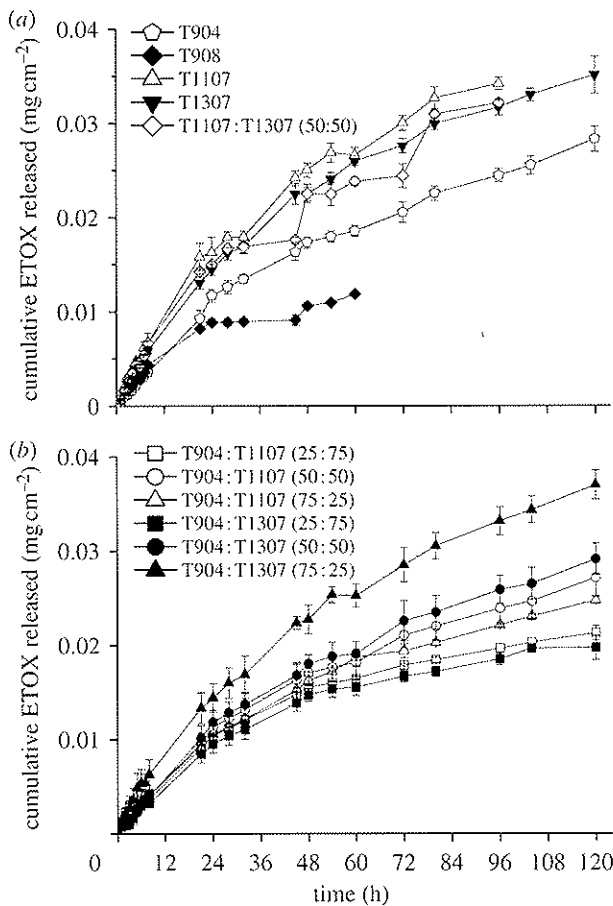 (a)
0.04
0.03
0.02
0.01
0
cumulative ETOX released (mg cm−2)
T904
T908
T1107
T1307
T1107 : T1307 (50 : 50)
(b)
0.04
0.03
0.02
0.01
cumulative ETOX released (mg cm−2)
T904 : T1107 (25 : 75)
T904 : T1107 (50 : 50)
T904 : T1107 (75 : 25)
T904 : T1307 (25 : 75)
T904 : T1307 (50 : 50)
T904 : T1307 (75 : 25)
0 12 24 36 48 60 72 84 96 108 120
time (h)